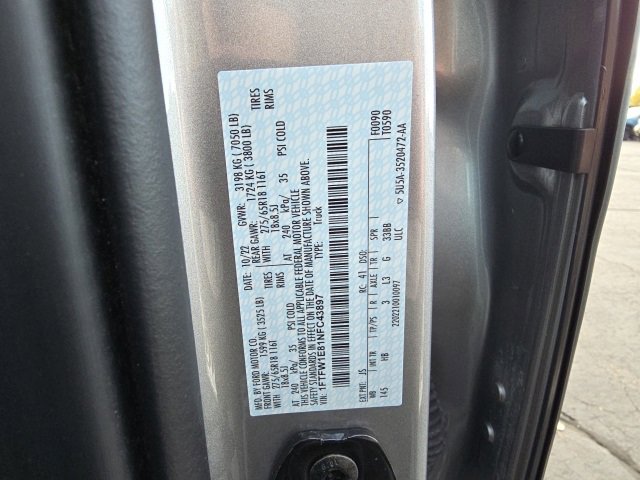 MFD. BY FORD MOTOR CO.
DATE: 10/22 GVWR: 3198 KG ( 7050 LB)
FRONT GAWR: 1599 KG (3525 LB) REAR GAWR: 1724 KG ( 3800 LB)
275/65R18 116T TIRES WITH 275/65R18 116T TIRES
18x8.5J RIMS 18x8.5J RIMS
AT 240 kPa/ 35 PSI COLD AT 240 kPa/ 35 PSI COLD
THIS VEHICLE CONFORMS TO ALL APPLICABLE FEDERAL MOTOR VEHICLE
SAFETY STANDARDS IN EFFECT ON THE DATE OF MANUFACTURE SHOWN ABOVE.
VIN: 1FTFW1E81NFC43897 TYPE: Truck
F0090
T0590
EXT PNT: JS RC: 41 DSO:
WB INT TR TP/PS R AXLE TR SPR
145 HB 3 L3 G 33BB
2202210010097 ULC
5U5A-3520472-AA